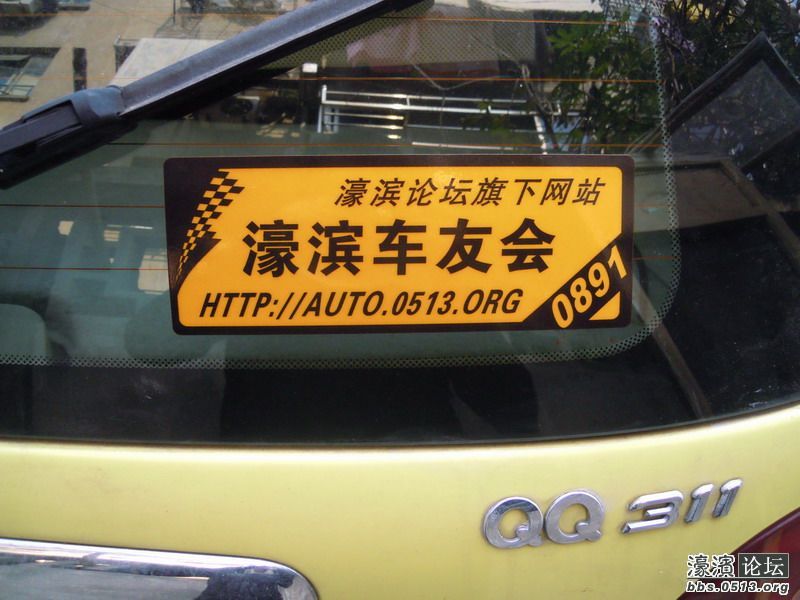 濠滨论坛旗下网站
濠滨车友会
HTTP://AUTO.0513.ORG
0891
QQ 311
濠濱 论坛
bbs.0513.org